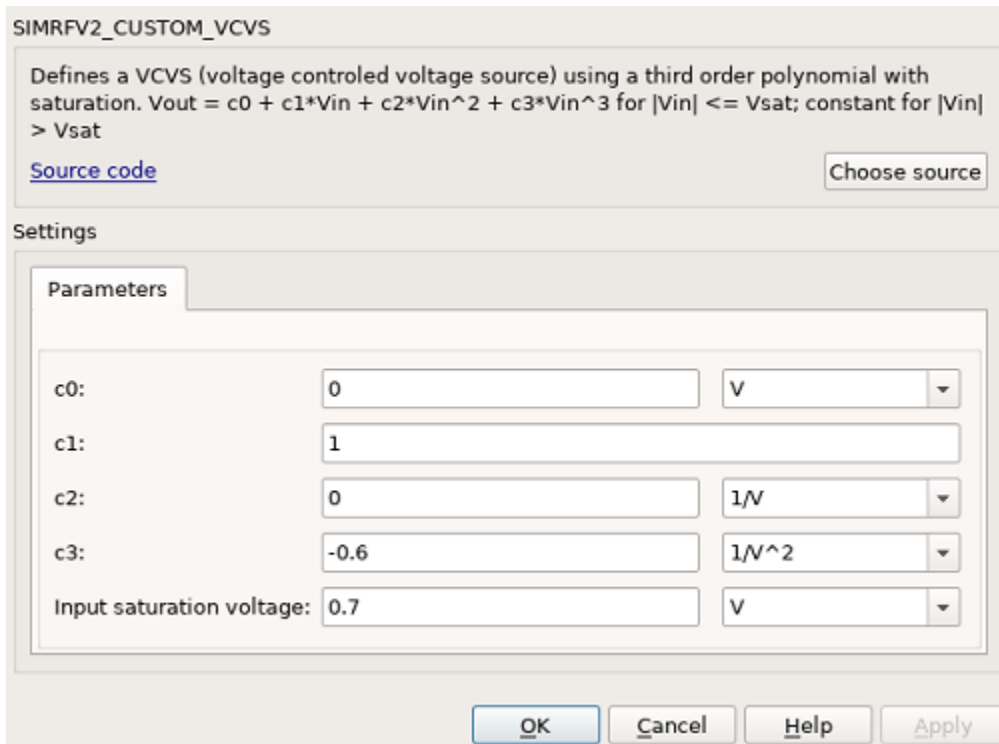 SIMRFV2_CUSTOM_VCVS
Defines a VCVS (voltage controled voltage source) using a third order polynomial with
saturation. Vout = c0 + c1*Vin + c2*Vin^2 + c3*Vin^3 for |Vin| <= Vsat; constant for |Vin|
> Vsat
Source code
Choose source
Settings
Parameters
c0: 0 V
c1: 1
c2: 0 1/V
c3: -0.6 1/V^2
Input saturation voltage: 0.7 V
OK Cancel Help Apply